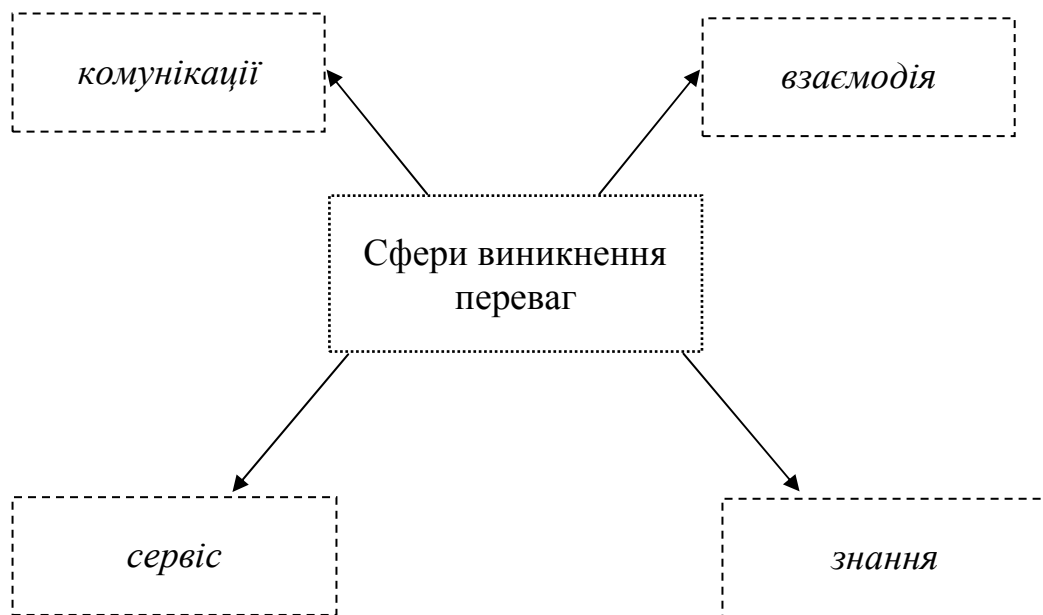 комунікації
взаємодія
Сфери виникнення
переваг
сервіс
знання